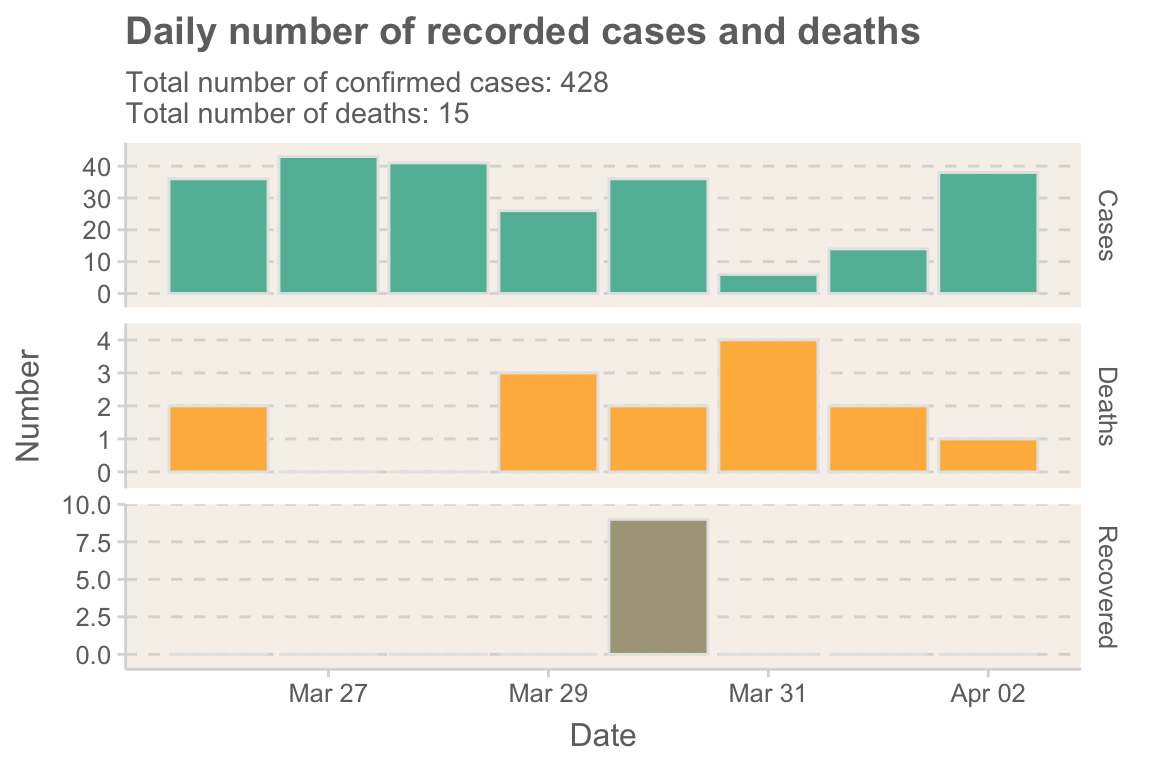 Daily number of recorded cases and deaths
Total number of confirmed cases: 428
Total number of deaths: 15
40
30
20
10
0
Cases
4
3
2
1
0
Deaths
10.0
7.5
5.0
2.5
0.0
Recovered
Number
Mar 27 Mar 29 Mar 31 Apr 02
Date